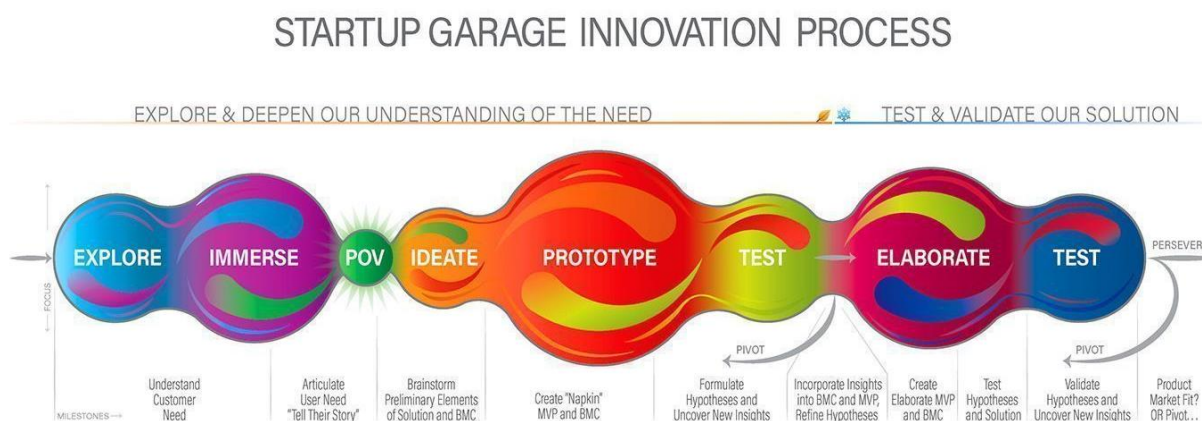 STARTUP GARAGE INNOVATION PROCESS
EXPLORE & DEEPEN OUR UNDERSTANDING OF THE NEED
TEST & VALIDATE OUR SOLUTION
FOCUS
EXPLORE
IMMERSE
POV
IDEATE
PROTOTYPE
TEST
ELABORATE
TEST
PERSEVER
PIVOT
PIVOT
MILESTONES
Understand
Customer
Need
Articulate
User Need
"Tell Their Story"
Brainstorm
Preliminary Elements
of Solution and BMC
Create "Napkin"
MVP and BMC
Formulate
Hypotheses and
Uncover New Insights
Incorporate Insights
into BMC and MVP,
Refine Hypotheses
Create
Elaborate MVP
and BMC
Test
Hypotheses
and Solution
Validate
Hypotheses and
Uncover New Insights
Product
Market Fit?
OR Pivot...